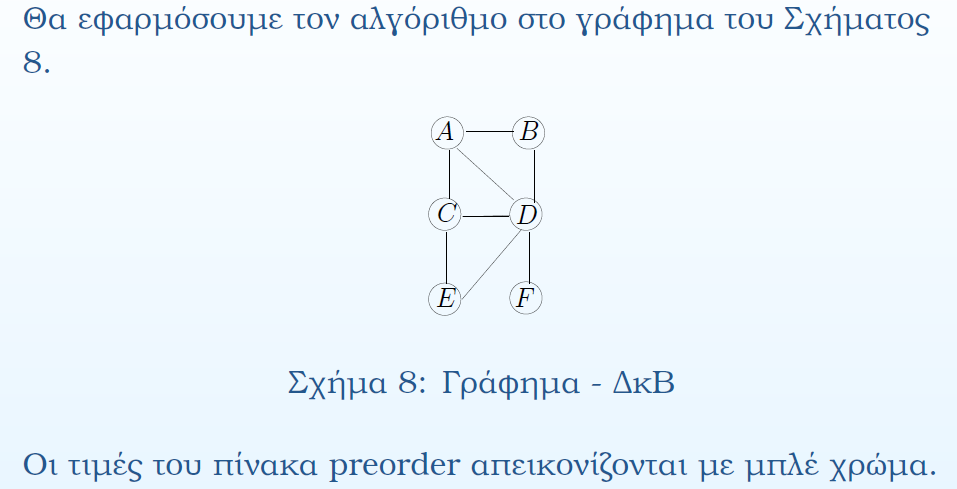 Θα εφαρμόσουμε τον αλγόριθμο στο γράφημα του Σχήματος
8.
A B
C D
E F
Σχήμα 8: Γράφημα - ΔκΒ
Οι τιμές του πίνακα preorder απεικονίζονται με μπλέ χρώμα.